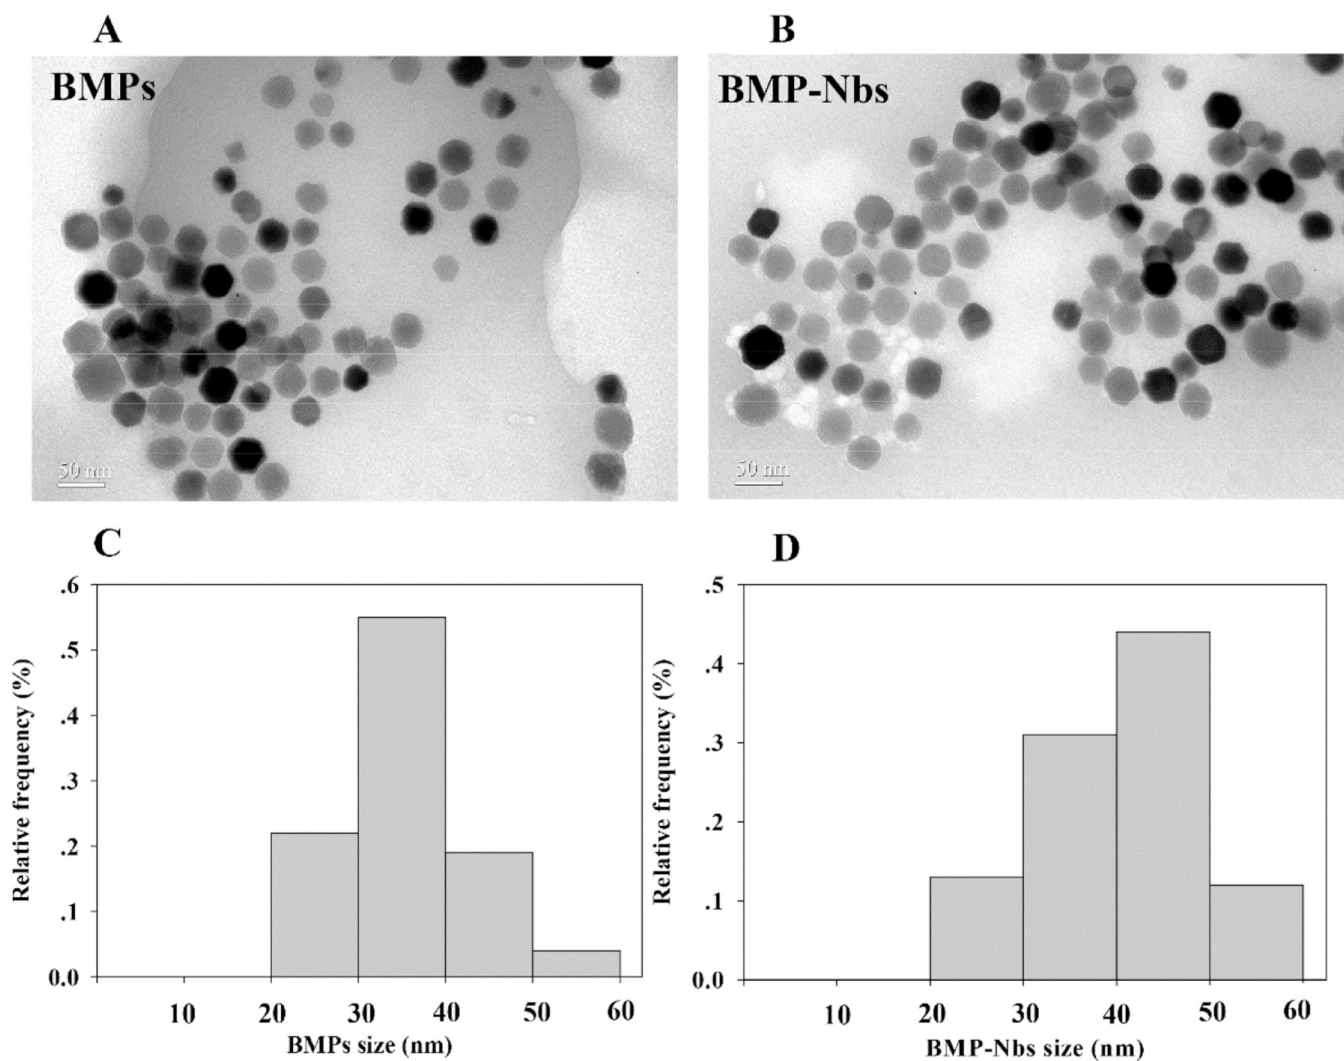 A
B
BMPs
BMP-Nbs
50 nm
50 nm
C
D
.6
.5
.4
.3
.2
.1
0.0
Relative frequency (%)
10 20 30 40 50 60
BMPs size (nm)
.5
.4
.3
.2
.1
0.0
Relative frequency (%)
10 20 30 40 50 60
BMP-Nbs size (nm)